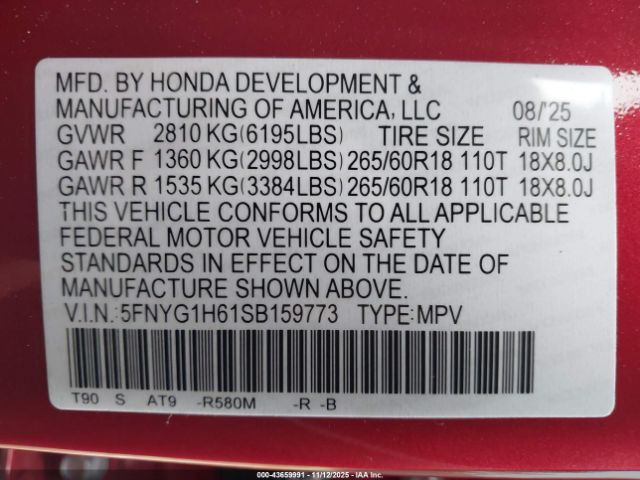 MFD. BY HONDA DEVELOPMENT &
MANUFACTURING OF AMERICA, LLC 08/'25
GVWR 2810 KG(6195LBS) TIRE SIZE RIM SIZE
GAWR F 1360 KG(2998LBS) 265/60R18 110T 18X8.0J
GAWR R 1535 KG(3384LBS) 265/60R18 110T 18X8.0J
THIS VEHICLE CONFORMS TO ALL APPLICABLE
FEDERAL MOTOR VEHICLE SAFETY
STANDARDS IN EFFECT ON THE DATE OF
MANUFACTURE SHOWN ABOVE.
V.I.N.:5FNYG1H61SB159773 TYPE:MPV
T90 S AT9 -R580M -R -B
000-43659991 - 11/12/2025 - IAA Inc.